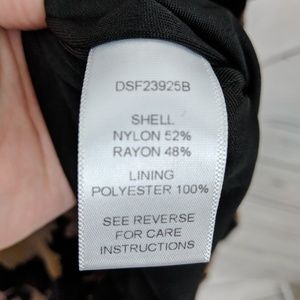 DSF23925B
SHELL
NYLON 52%
RAYON 48%
LINING
POLYESTER 100%
SEE REVERSE
FOR CARE
INSTRUCTIONS